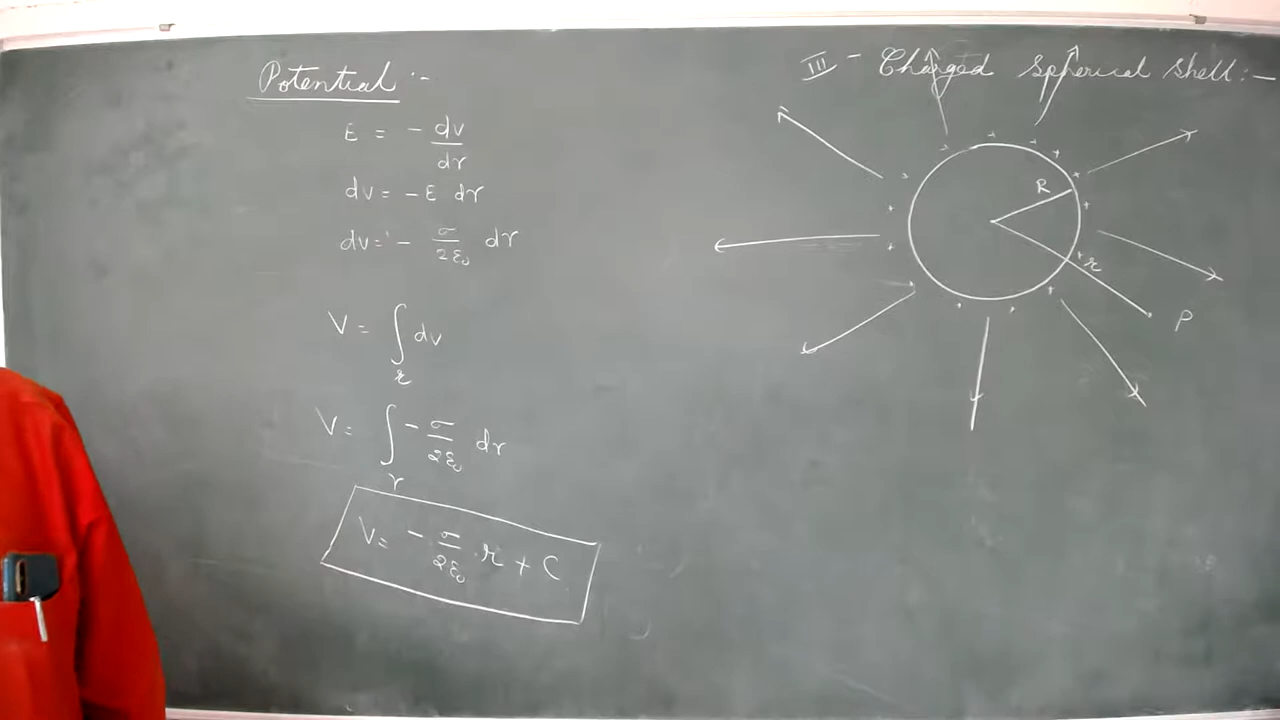 Potential :-
E = - dv/dr
dv = - E dr
dv = - σ/2ε₀ dr
V = ∫r dv
V = ∫r - σ/2ε₀ dr
V = - σ/2ε₀ . r + C
III - Charged Spherical Shell :-
R
r
P